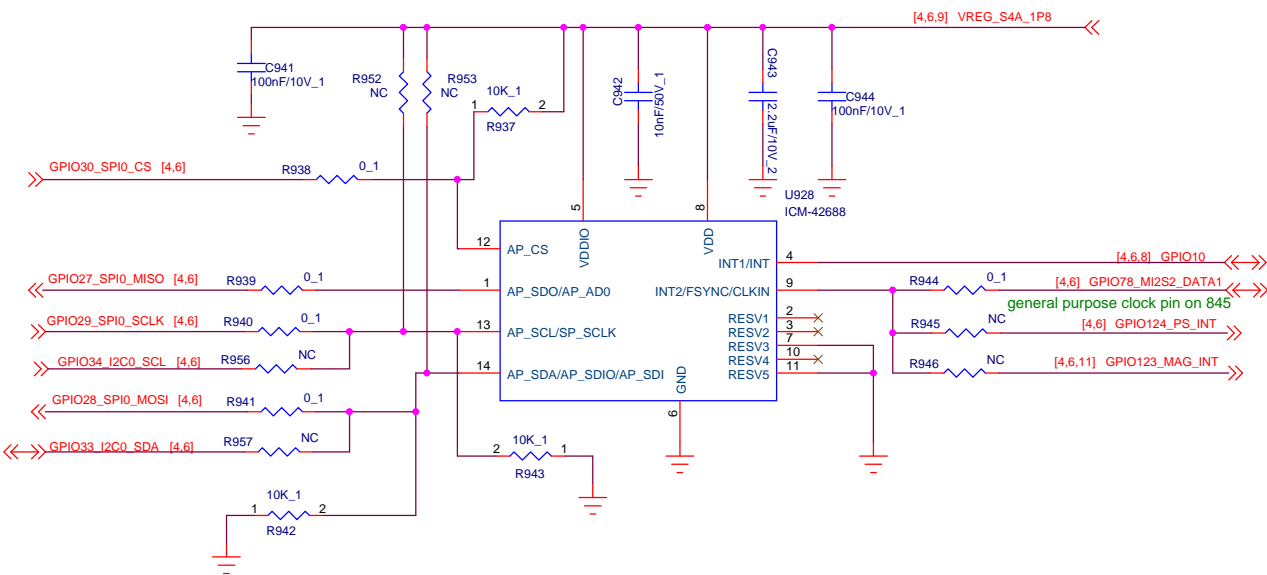 [4,6,9] VREG_S4A_1P8
C941
100nF/10V_1
R952
NC
R953
NC
10K_1
1 2
R937
C942
10nF/50V_1
C943
2.2uF/10V_2
C944
100nF/10V_1
GPIO30_SPI0_CS [4,6]
R938
0_1
U928
ICM-42688
5
8
VDDIO
VDD
12
AP_CS
INT1/INT
4
[4,6,8] GPIO10
GPIO27_SPI0_MISO [4,6]
R939
0_1
1
AP_SDO/AP_AD0
INT2/FSYNC/CLKIN
9
R944
0_1
[4,6] GPIO78_MI2S2_DATA1
general purpose clock pin on 845
GPIO29_SPI0_SCLK [4,6]
R940
0_1
13
AP_SCL/SP_SCLK
RESV1
2
RESV2
3
RESV3
7
RESV4
10
RESV5
11
R945
NC
[4,6] GPIO124_PS_INT
GPIO34_I2C0_SCL [4,6]
R956
NC
14
AP_SDA/AP_SDIO/AP_SDI
GND
6
R946
NC
[4,6,11] GPIO123_MAG_INT
GPIO28_SPI0_MOSI [4,6]
R941
0_1
GPIO33_I2C0_SDA [4,6]
R957
NC
10K_1
2 1
R943
10K_1
1 2
R942